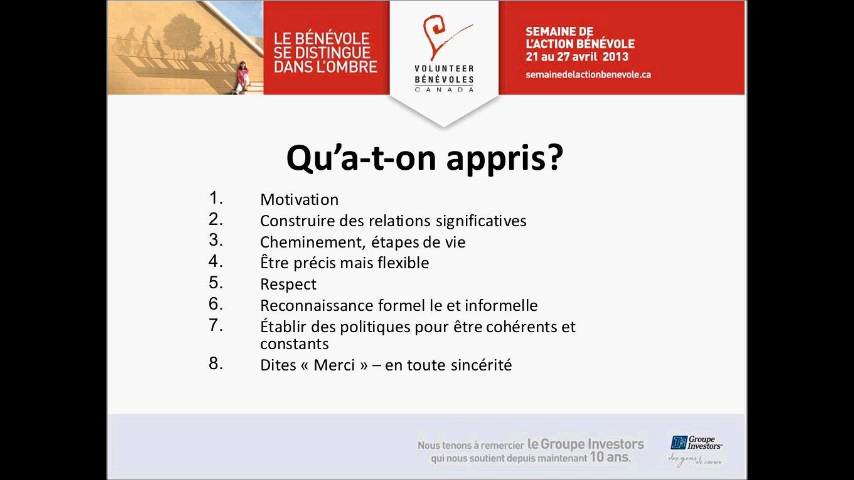 LE BÉNÉVOLE
SE DISTINGUE
DANS L'OMBRE
VOLUNTEER
BÉNÉVOLES
CANADA
SEMAINE DE
L'ACTION BÉNÉVOLE
21 au 27 avril 2013
semainedelactionbenevole.ca
Qu'a-t-on appris?
1. Motivation
2. Construire des relations significatives
3. Cheminement, étapes de vie
4. Être précis mais flexible
5. Respect
6. Reconnaissance formel le et informelle
7. Établir des politiques pour être cohérents et
constants
8. Dites « Merci » – en toute sincérité
Nous tenons à remercier le Groupe Investors
qui nous soutient depuis maintenant 10 ans.
Groupe
Investors
des gens de coeur